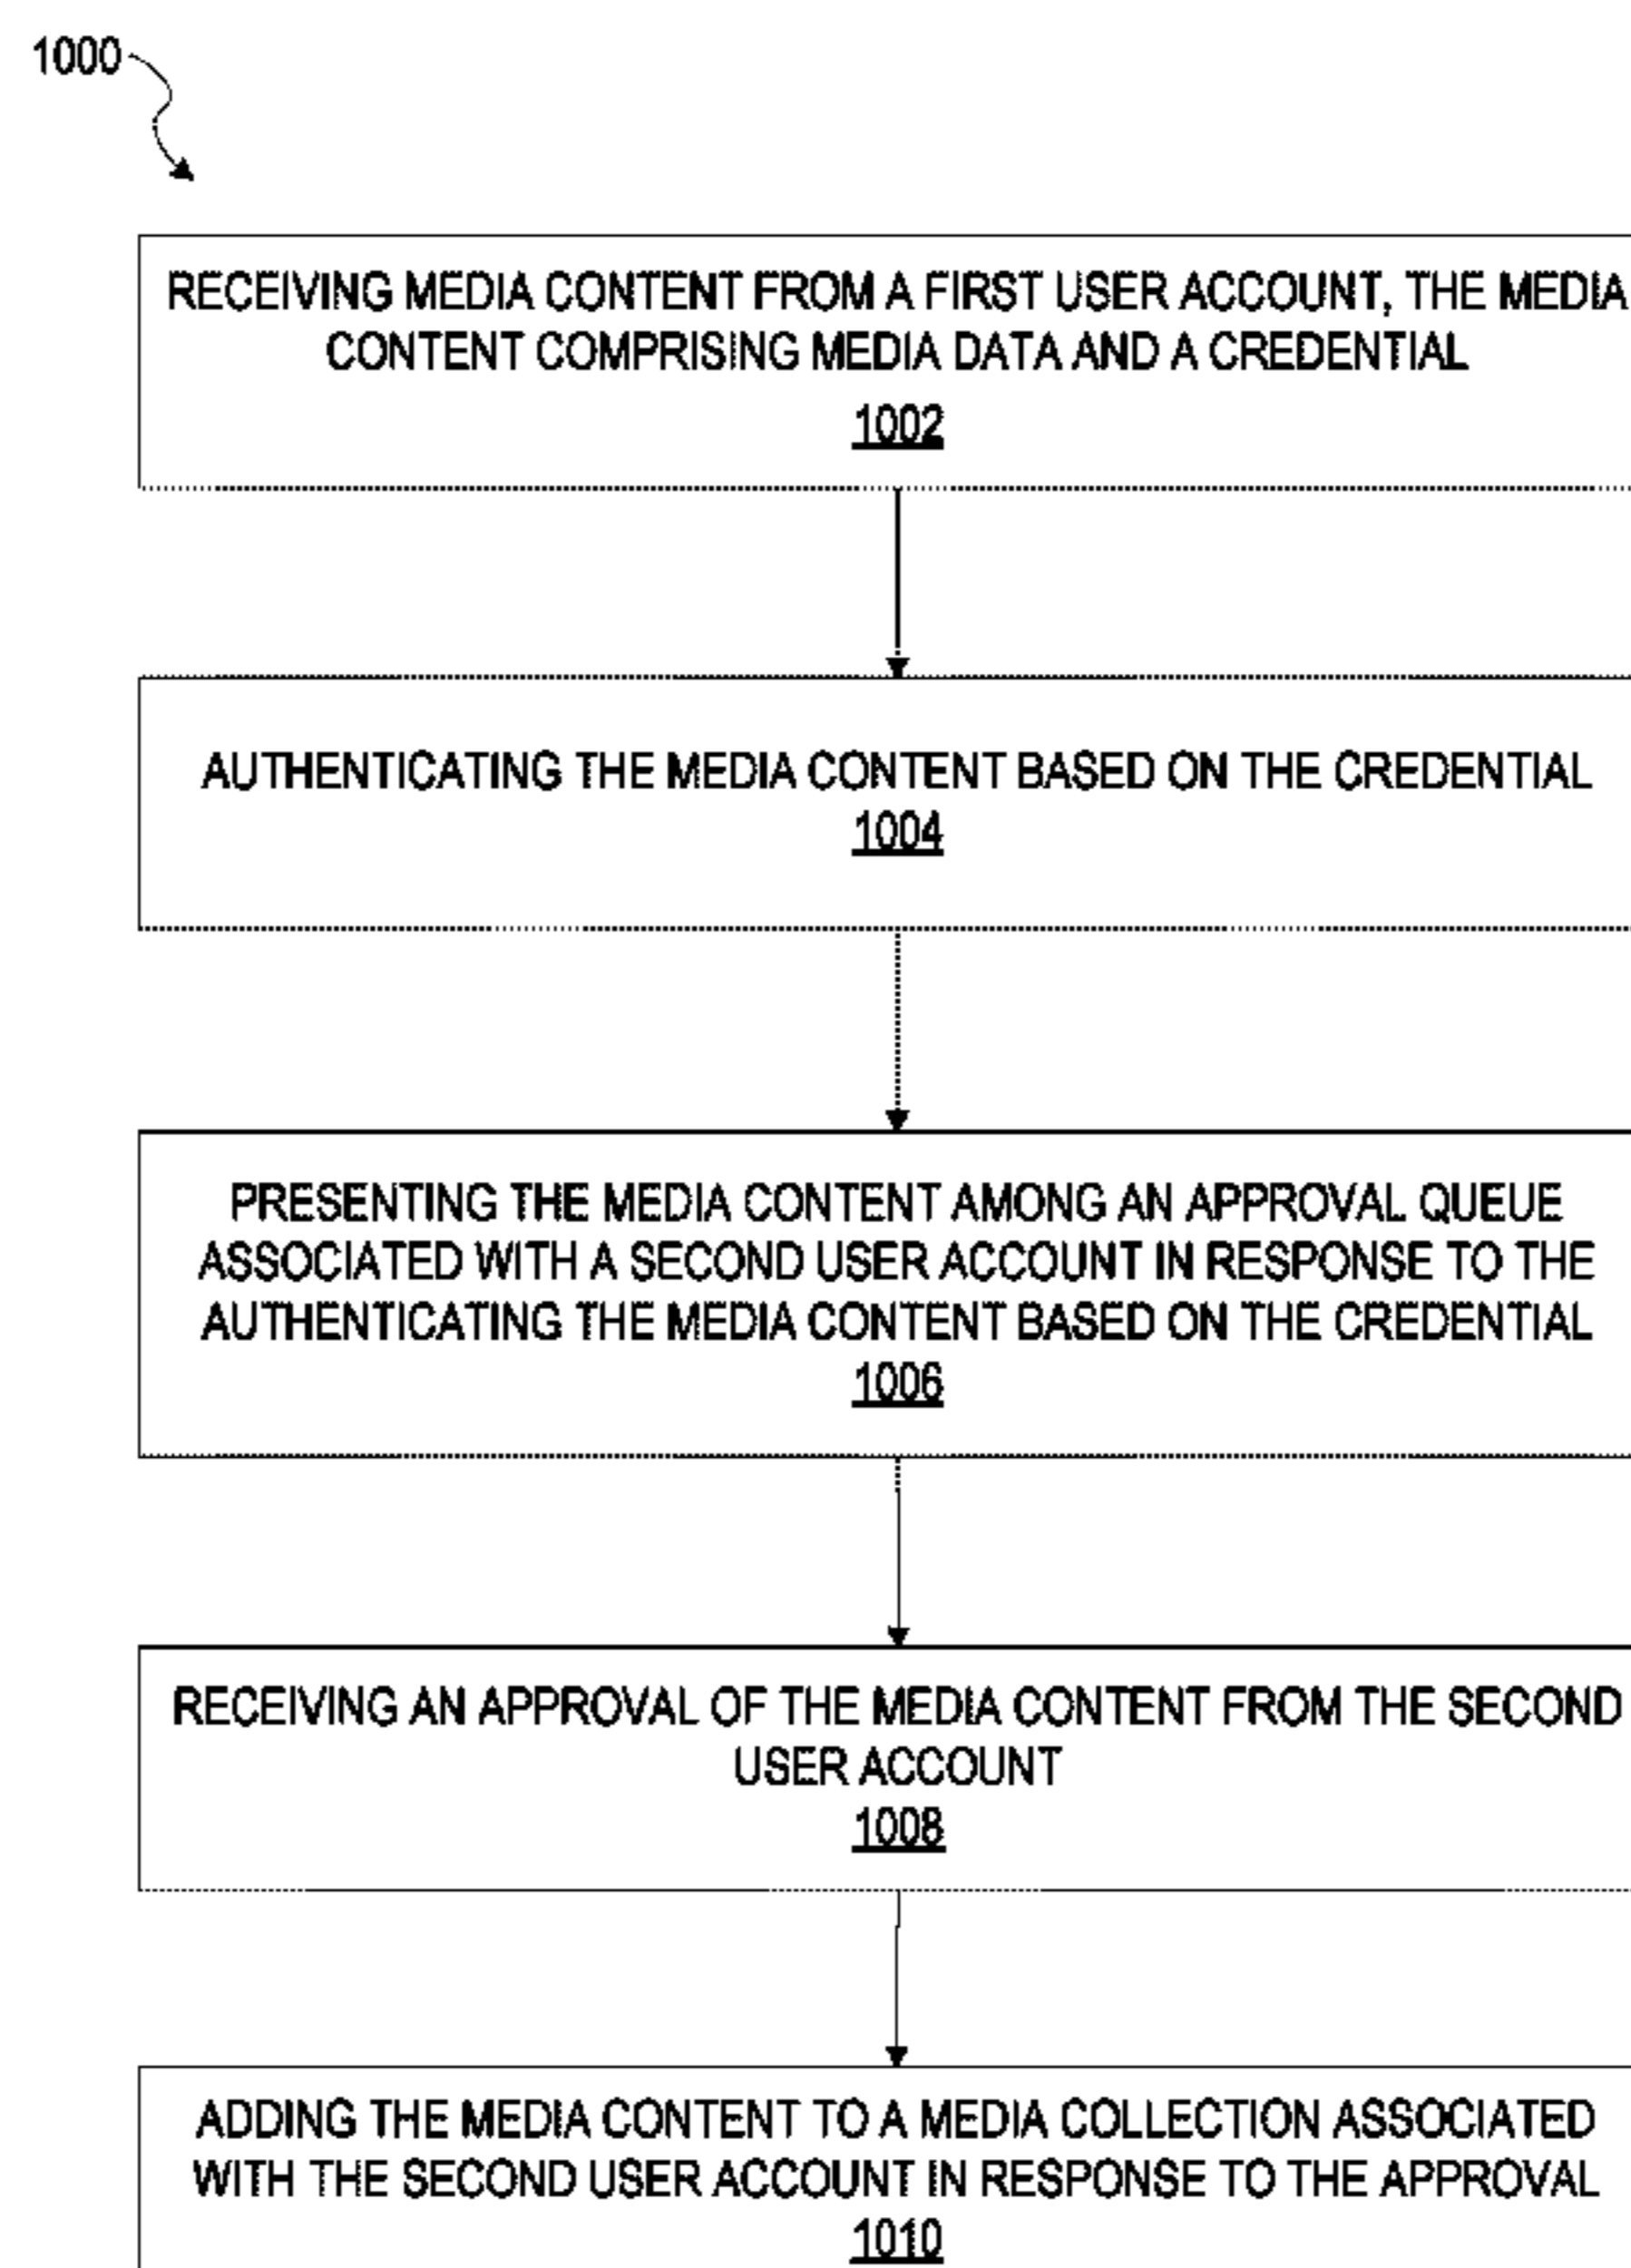 1000
RECEIVING MEDIA CONTENT FROM A FIRST USER ACCOUNT, THE MEDIA
CONTENT COMPRISING MEDIA DATA AND A CREDENTIAL
1002
AUTHENTICATING THE MEDIA CONTENT BASED ON THE CREDENTIAL
1004
PRESENTING THE MEDIA CONTENT AMONG AN APPROVAL QUEUE
ASSOCIATED WITH A SECOND USER ACCOUNT IN RESPONSE TO THE
AUTHENTICATING THE MEDIA CONTENT BASED ON THE CREDENTIAL
1006
RECEIVING AN APPROVAL OF THE MEDIA CONTENT FROM THE SECOND
USER ACCOUNT
1008
ADDING THE MEDIA CONTENT TO A MEDIA COLLECTION ASSOCIATED
WITH THE SECOND USER ACCOUNT IN RESPONSE TO THE APPROVAL
1010